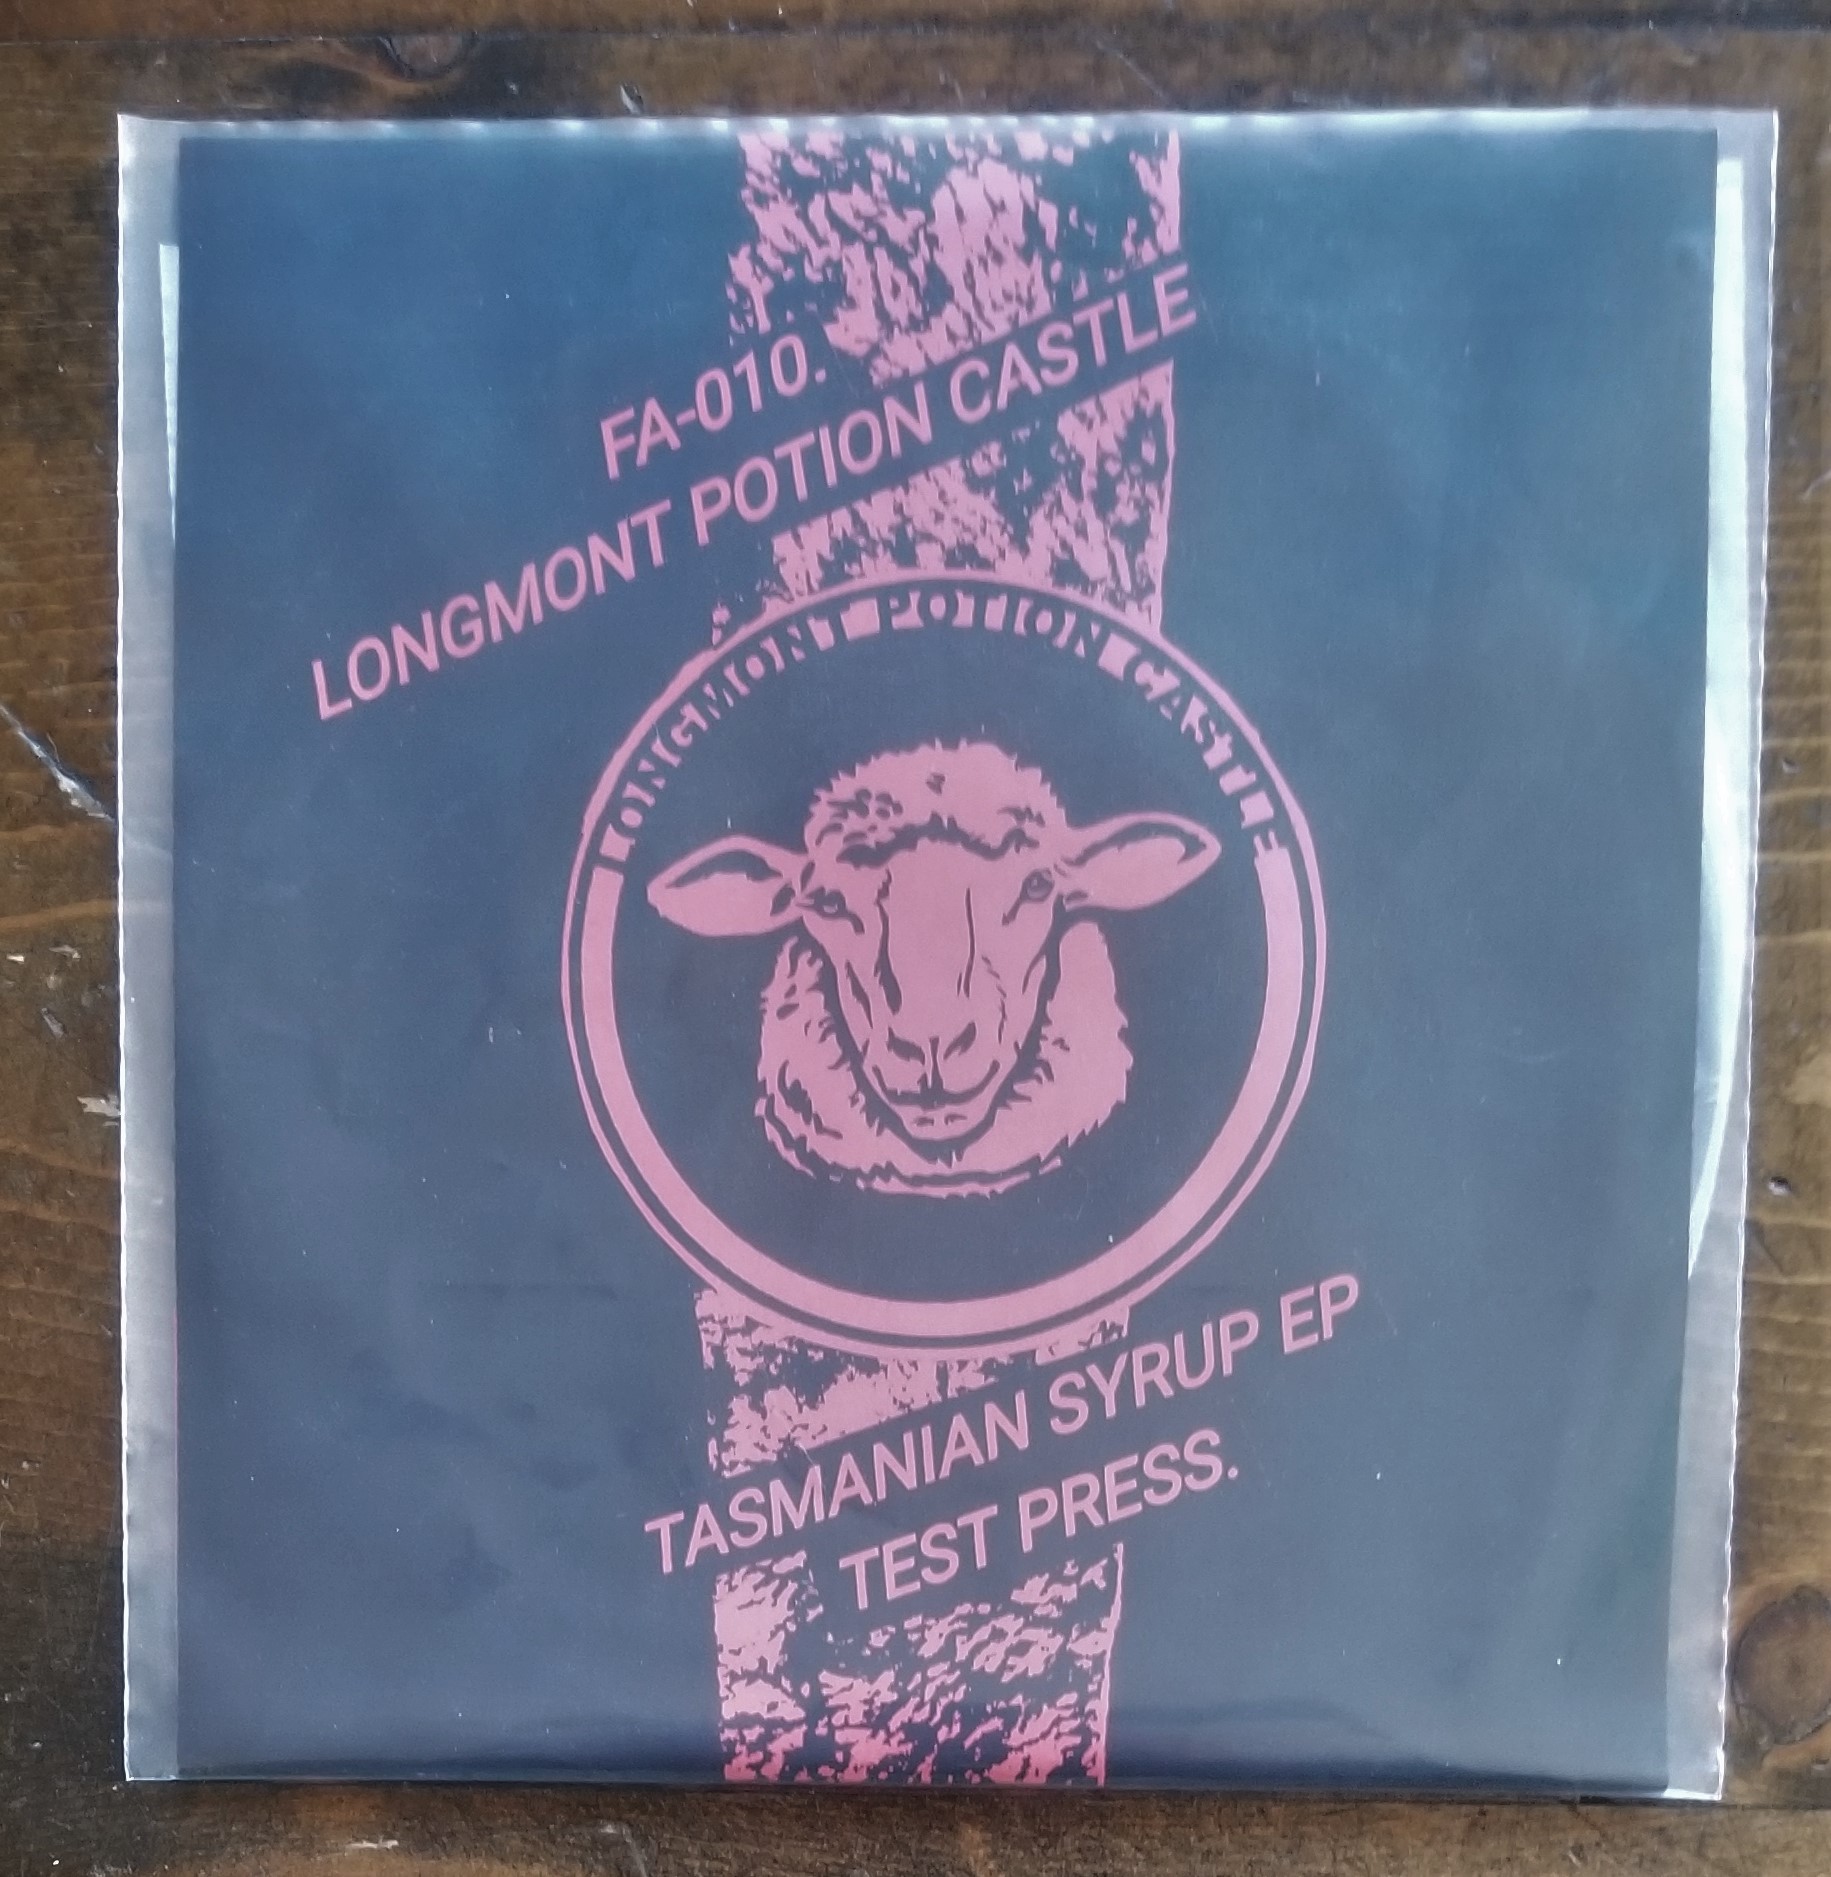 FA-010.
LONGMONT POTION CASTLE
LONGMONT POTION CASTLE
TASMANIAN SYRUP EP
TEST PRESS.